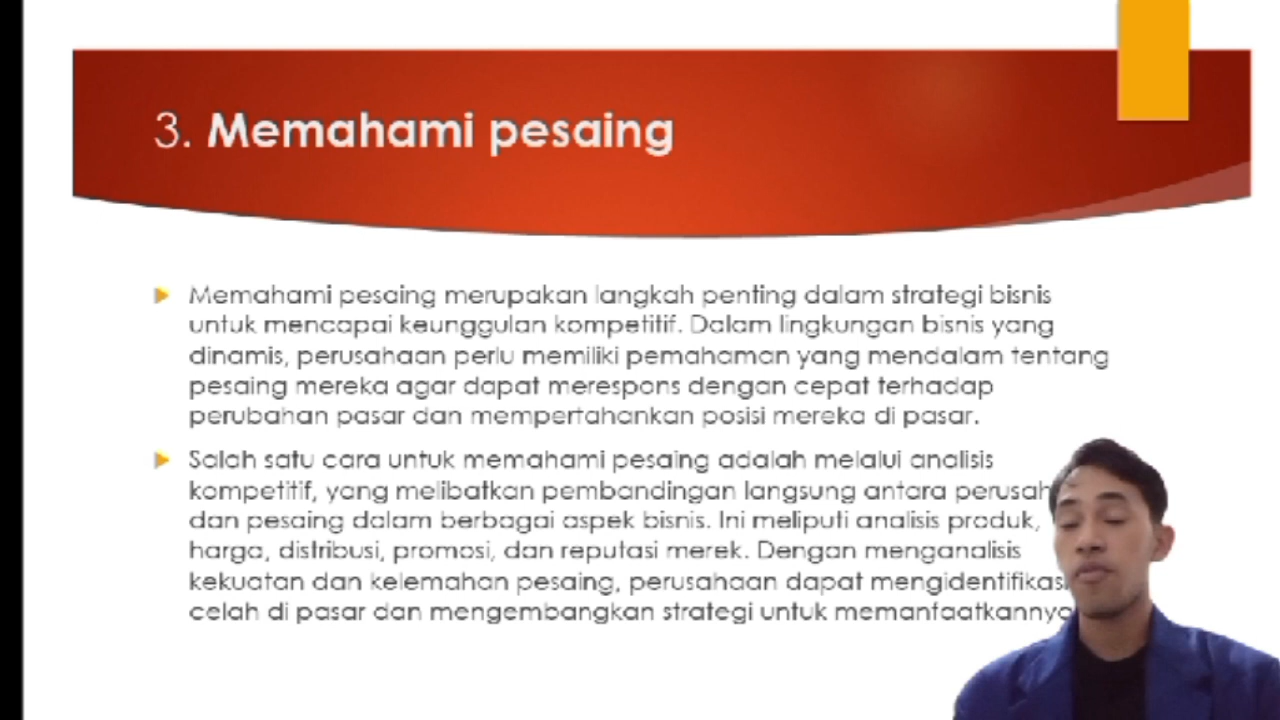 3. Memahami pesaing
Memahami pesaing merupakan langkah penting dalam strategi bisnis
untuk mencapai keunggulan kompetitif. Dalam lingkungan bisnis yang
dinamis, perusahaan perlu memiliki pemahaman yang mendalam tentang
pesaing mereka agar dapat merespons dengan cepat terhadap
perubahan pasar dan mempertahankan posisi mereka di pasar.
Salah satu cara untuk memahami pesaing adalah melalui analisis
kompetitif, yang melibatkan pembandingan langsung antara
dan pesaing dalam berbagai aspek bisnis. Ini meliputi analisis produk,
harga, distribusi, promosi, dan reputasi merek. Dengan menganalisis
kekuatan dan kelemahan pesaing, perusahaan dapat mengidentifikasi
celah di pasar dan mengembangkan strategi untuk memanfaatkannya